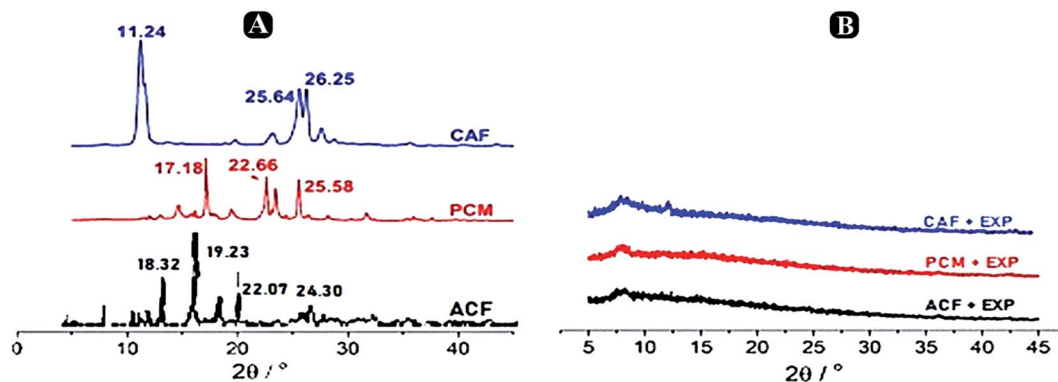 A
11.24
25.64
26.25
CAF
17.18
22.66
25.58
PCM
18.32
19.23
22.07
24.30
ACF
0 10 20 30 40
2θ / °
B
CAF + EXP
PCM + EXP
ACF + EXP
5 10 15 20 25 30 35 40 45
2θ / °